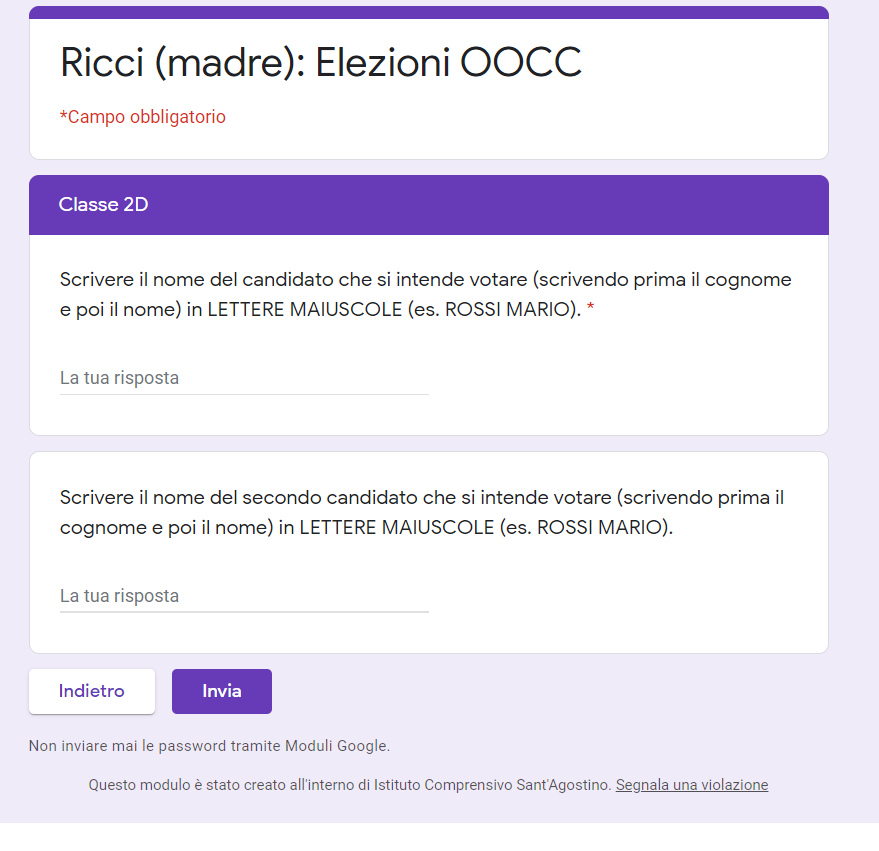 Ricci (madre): Elezioni OOCC
*Campo obbligatorio
Classe 2D
Scrivere il nome del candidato che si intende votare (scrivendo prima il cognome
e poi il nome) in LETTERE MAIUSCOLE (es. ROSSI MARIO). *
La tua risposta
Scrivere il nome del secondo candidato che si intende votare (scrivendo prima il
cognome e poi il nome) in LETTERE MAIUSCOLE (es. ROSSI MARIO).
La tua risposta
Indietro
Invia
Non inviare mai le password tramite Moduli Google.
Questo modulo è stato creato all'interno di Istituto Comprensivo Sant'Agostino. Segnala una violazione